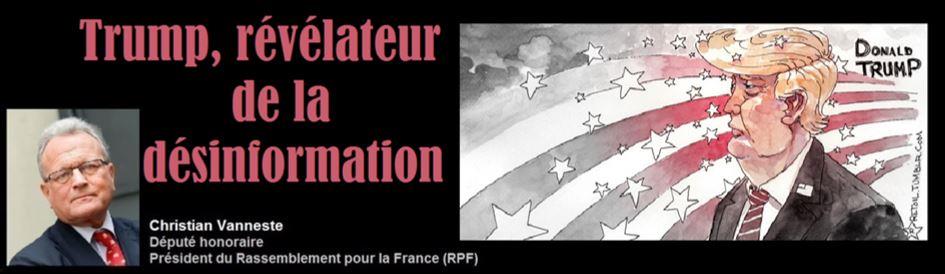 Trump, révélateur
de la
désinformation
Christian Vanneste
Député honoraire
Président du Rassemblement pour la France (RPF)
DONALD
TRUMP